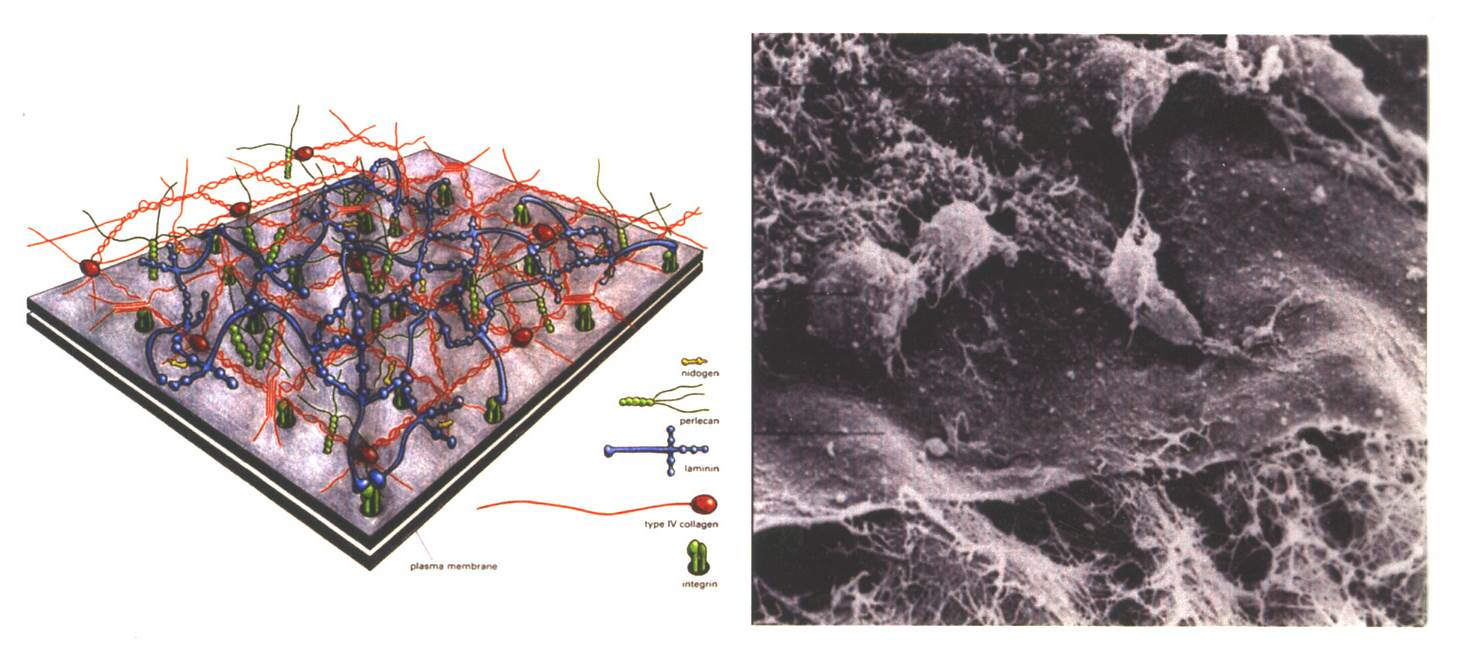 nidogen
perlecan
laminin
type IV collagen
integrin
plasma membrane